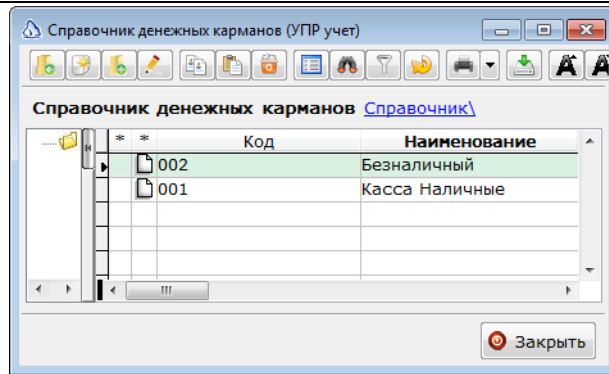 Справочник денежных карманов (УПР учет)
Справочник денежных карманов Справочник\
* * Код Наименование
002 Безналичный
001 Касса Наличные
Закрыть